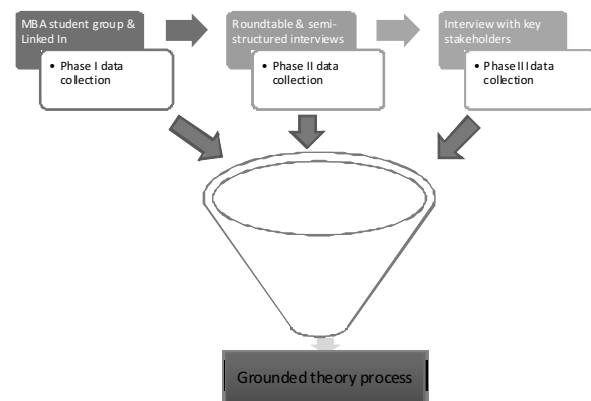 MBA student group &
Linked In
• Phase I data
collection
Roundtable & semi-
structured interviews
• Phase II data
collection
Interview with key
stakeholders
• Phase III data
collection
Grounded theory process